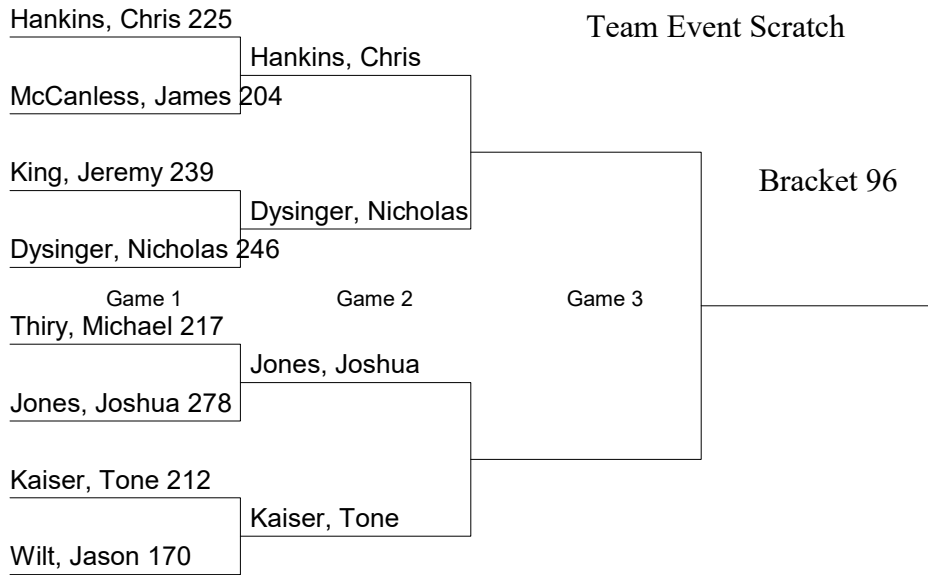 Hankins, Chris 225
Team Event Scratch
Hankins, Chris
McCanless, James 204
King, Jeremy 239
Bracket 96
Dysinger, Nicholas
Dysinger, Nicholas 246
Game 1
Game 2
Game 3
Thiry, Michael 217
Jones, Joshua
Jones, Joshua 278
Kaiser, Tone 212
Kaiser, Tone
Wilt, Jason 170